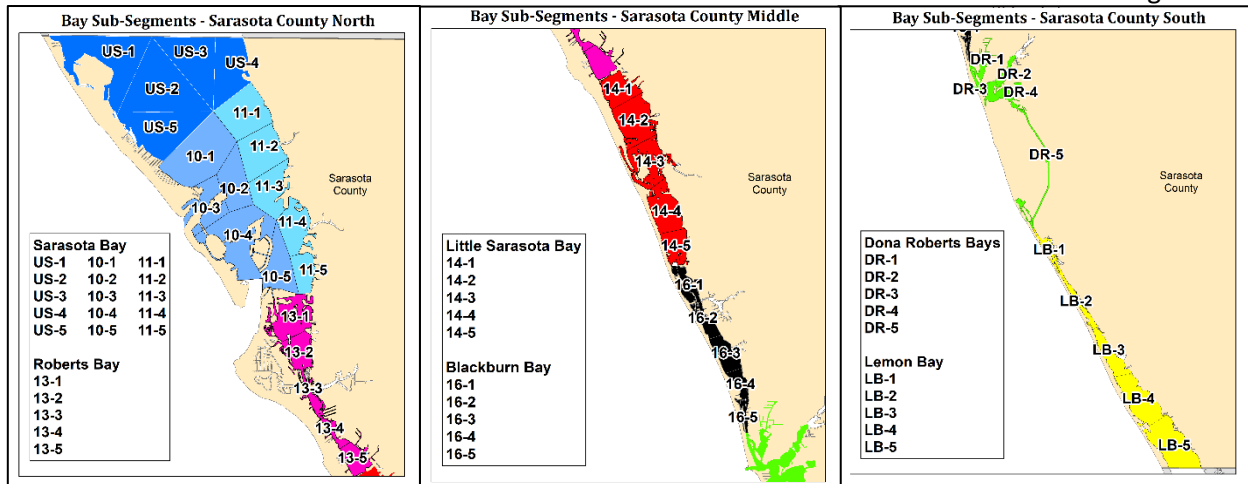 Bay Sub-Segments - Sarasota County North
US-1
US-3
US-4
US-2
US-5
11-1
10-1
11-2
10-2
11-3
10-3
11-4
10-4
11-5
10-5
Sarasota
County
13-1
13-2
13-3
13-4
13-5
Sarasota Bay
US-1 10-1 11-1
US-2 10-2 11-2
US-3 10-3 11-3
US-4 10-4 11-4
US-5 10-5 11-5
Roberts Bay
13-1
13-2
13-3
13-4
13-5
Bay Sub-Segments - Sarasota County Middle
14-1
14-2
14-3
14-4
14-5
16-1
16-2
16-3
16-4
16-5
Sarasota
County
Little Sarasota Bay
14-1
14-2
14-3
14-4
14-5
Blackburn Bay
16-1
16-2
16-3
16-4
16-5
Bay Sub-Segments - Sarasota County South
DR-1
DR-2
DR-3
DR-4
DR-5
Sarasota
County
LB-1
LB-2
LB-3
LB-4
LB-5
Dona Roberts Bays
DR-1
DR-2
DR-3
DR-4
DR-5
Lemon Bay
LB-1
LB-2
LB-3
LB-4
LB-5